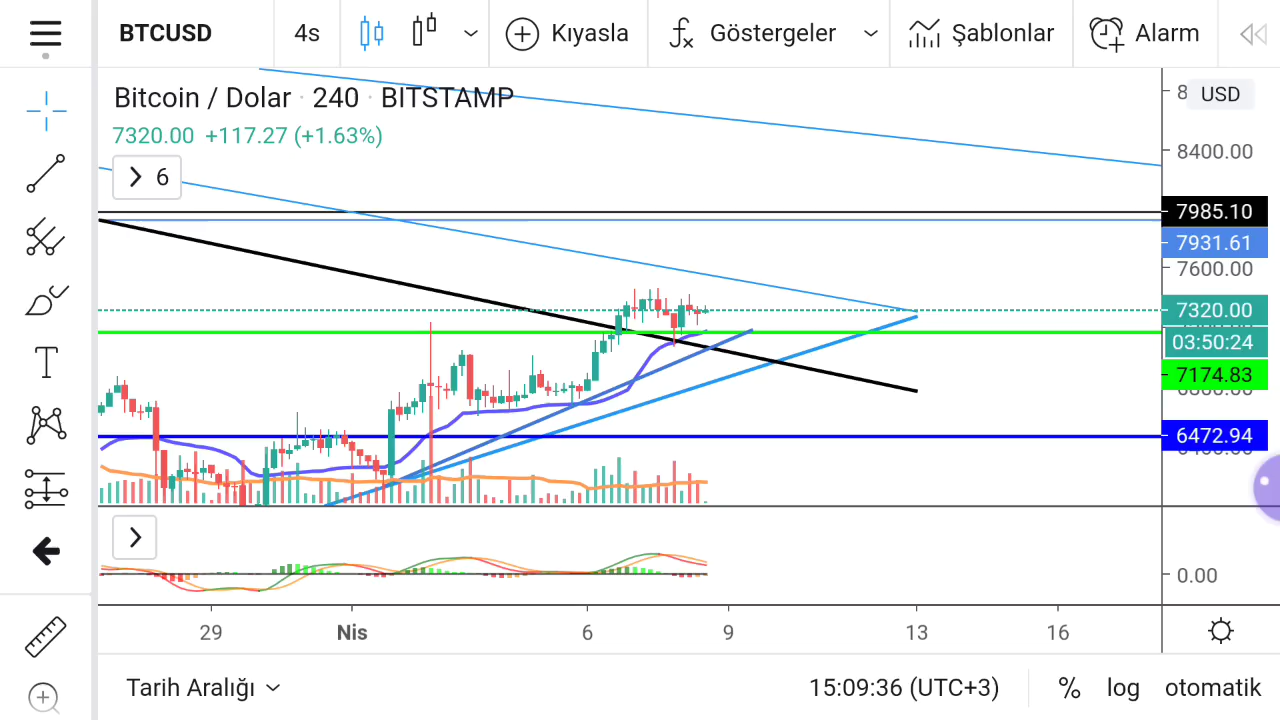 BTCUSD 4s Kıyasla Göstergeler Şablonlar Alarm
Bitcoin / Dolar · 240 · BITSTAMP
7320.00 +117.27 (+1.63%)
6
USD
8400.00
7985.10
7931.61
7600.00
7320.00
03:50:24
7174.83
6472.94
0.00
29 Nis 6 9 13 16
Tarih Aralığı 15:09:36 (UTC+3) % log otomatik